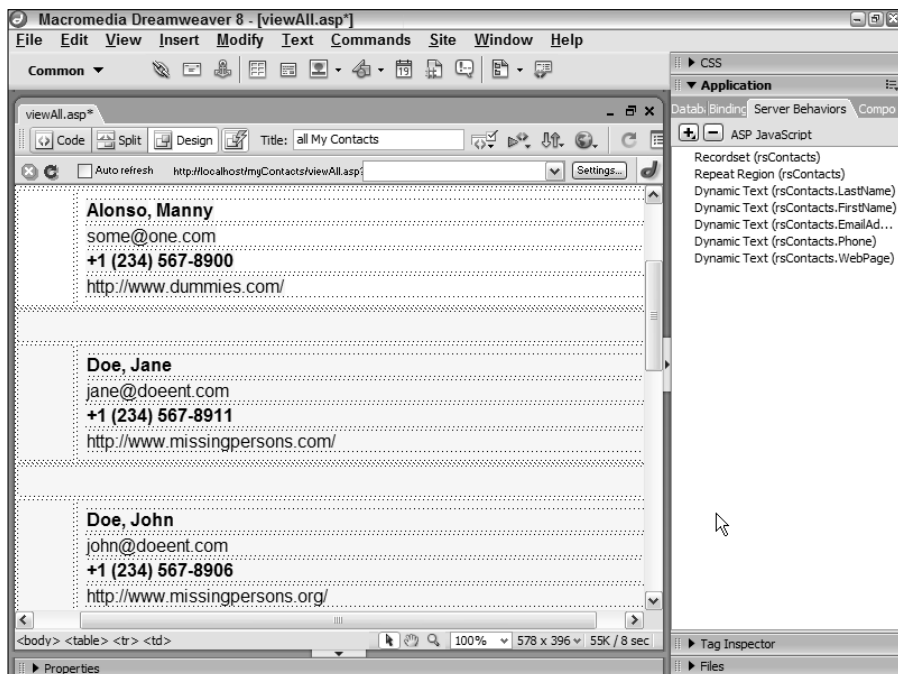 Macromedia Dreamweaver 8 - [viewAll.asp*]
File Edit View Insert Modify Text Commands Site Window Help
Common
viewAll.asp*
Code Split Design Title: all My Contacts
Auto refresh http://localhost/myContacts/viewAll.asp? Settings...
Alonso, Manny
some@one.com
+1 (234) 567-8900
http://www.dummies.com/
Doe, Jane
jane@doeent.com
+1 (234) 567-8911
http://www.missingpersons.com/
Doe, John
john@doeent.com
+1 (234) 567-8906
http://www.missingpersons.org/
<body> <table> <tr> <td> 100% 578 x 396 55K / 8 sec
Properties
CSS
Application
Datab Binding Server Behaviors Compo
ASP JavaScript
Recordset (rsContacts)
Repeat Region (rsContacts)
Dynamic Text (rsContacts.LastName)
Dynamic Text (rsContacts.FirstName)
Dynamic Text (rsContacts.EmailAd...
Dynamic Text (rsContacts.Phone)
Dynamic Text (rsContacts.WebPage)
Tag Inspector
Files